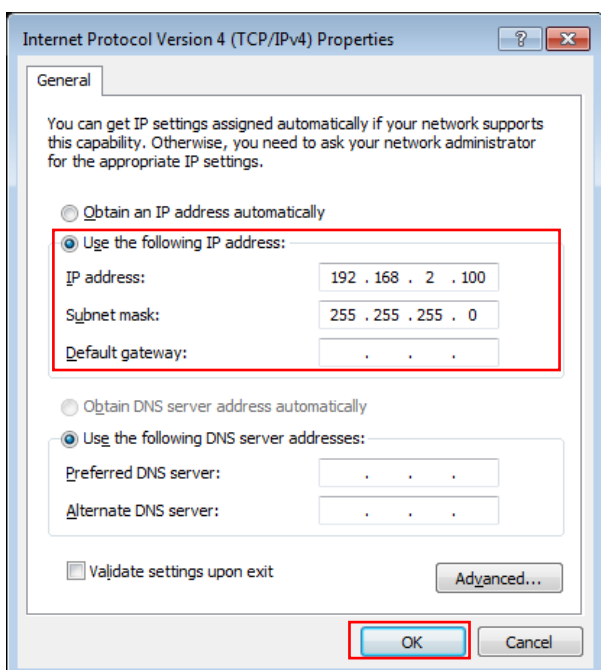 Internet Protocol Version 4 (TCP/IPv4) Properties
General
You can get IP settings assigned automatically if your network supports
this capability. Otherwise, you need to ask your network administrator
for the appropriate IP settings.
Obtain an IP address automatically
Use the following IP address:
IP address: 192 . 168 . 2 . 100
Subnet mask: 255 . 255 . 255 . 0
Default gateway: . . .
Obtain DNS server address automatically
Use the following DNS server addresses:
Preferred DNS server: . . .
Alternate DNS server: . . .
Validate settings upon exit
Advanced...
OK Cancel